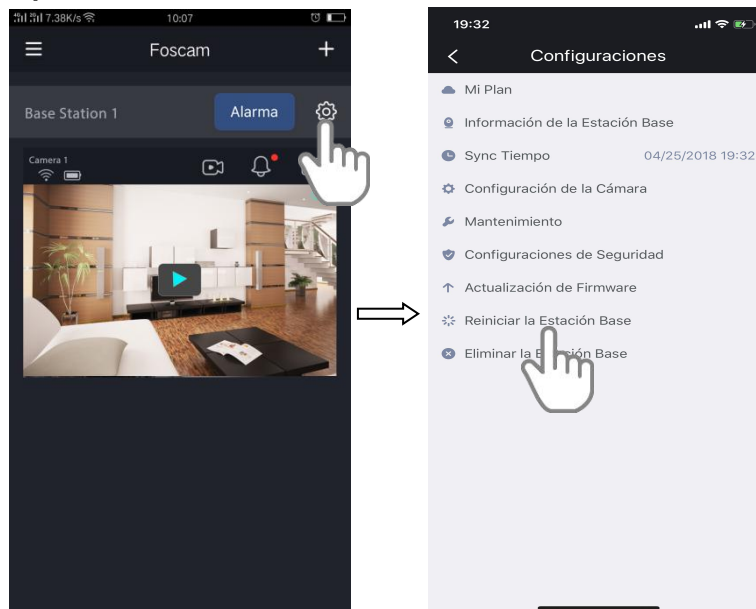 7.38K/s
10:07
Foscam
Base Station 1
Alarma
Camera 1
19:32
Configuraciones
Mi Plan
Información de la Estación Base
Sync Tiempo 04/25/2018 19:32
Configuración de la Cámara
Mantenimiento
Configuraciones de Seguridad
Actualización de Firmware
Reiniciar la Estación Base
Eliminar la Estación Base